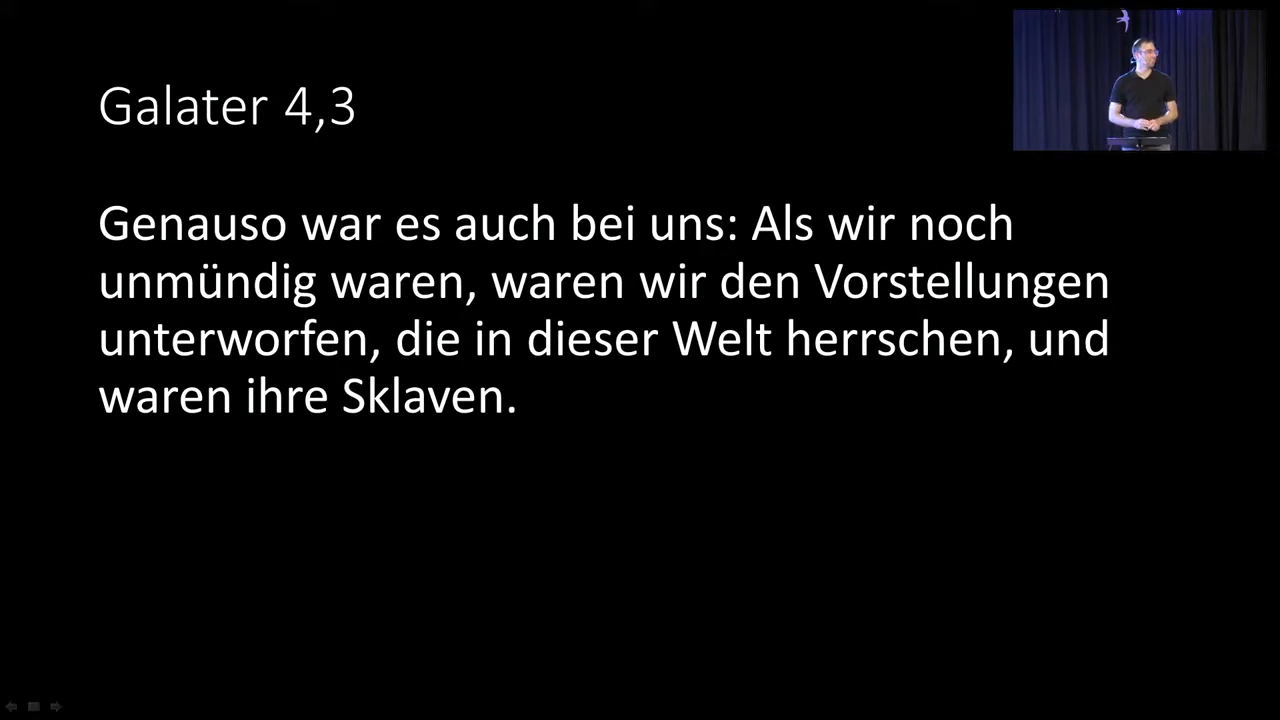 Galater 4,3
Genauso war es auch bei uns: Als wir noch
unmündig waren, waren wir den Vorstellungen
unterworfen, die in dieser Welt herrschen, und
waren ihre Sklaven.